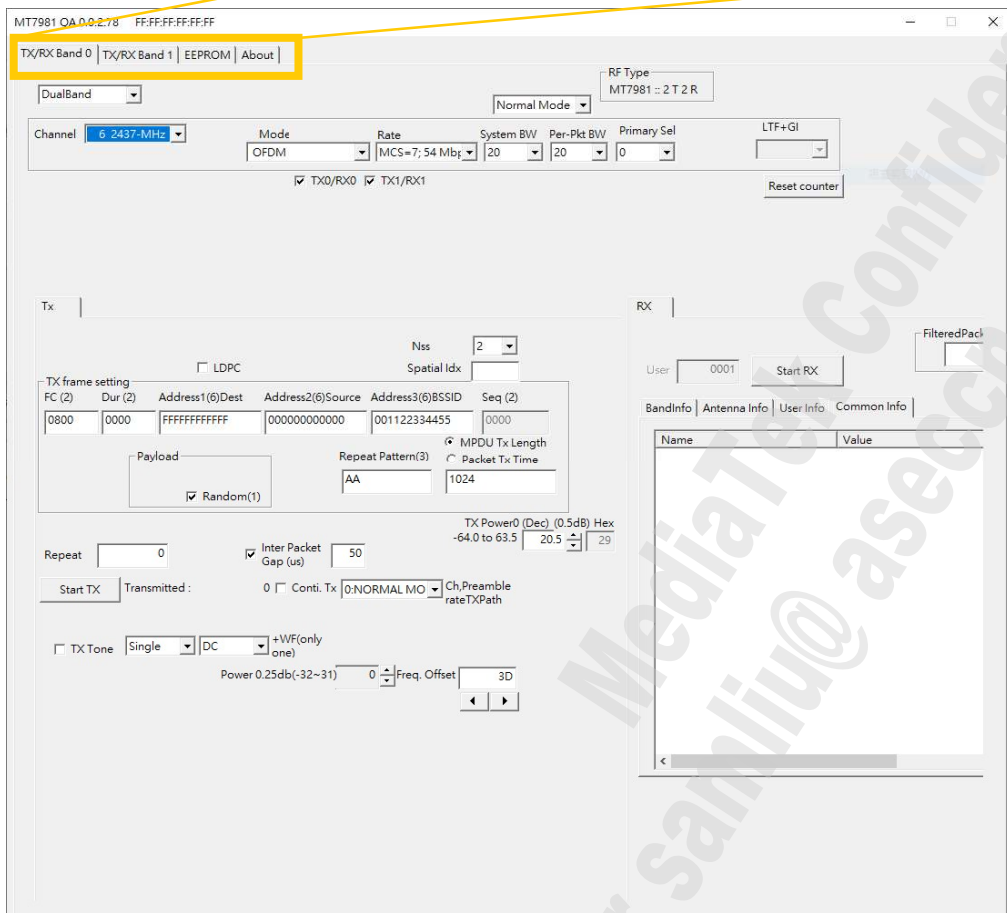 MT7981 QA 0.0.2.78 FF:FF:FF:FF:FF:FF
TX/RX Band 0 TX/RX Band 1 EEPROM About
RF Type
MT7981 :: 2 T 2 R
DualBand
Normal Mode
Channel 6 2437-MHz
Mode Rate System BW Per-Pkt BW Primary Sel LTF+GI
OFDM MCS=7; 54 Mbp 20 20 0
TX0/RX0 TX1/RX1
Reset counter
Tx
RX
Nss 2
FilteredPack
LDPC Spatial Idx
User 0001 Start RX
TX frame setting
FC (2) Dur (2) Address1(6)Dest Address2(6)Source Address3(6)BSSID Seq (2)
0800 0000 FFFFFFFFFFFF 000000000000 001122334455 0000
BandInfo Antenna Info User Info Common Info
Name Value
MPDU Tx Length
Payload Repeat Pattern(3) Packet Tx Time
Random(1) AA 1024
TX Power0 (Dec) (0.5dB) Hex
-64.0 to 63.5 20.5 29
Repeat 0 Inter Packet Gap (us) 50
Start TX Transmitted : 0 Conti. Tx 0:NORMAL MO Ch,Preamble
rateTXPath
TX Tone Single DC +WF(only
one)
Power 0.25db(-32~31) 0 Freq. Offset 3D
MediaTek Confiden
r samliu@ asecn